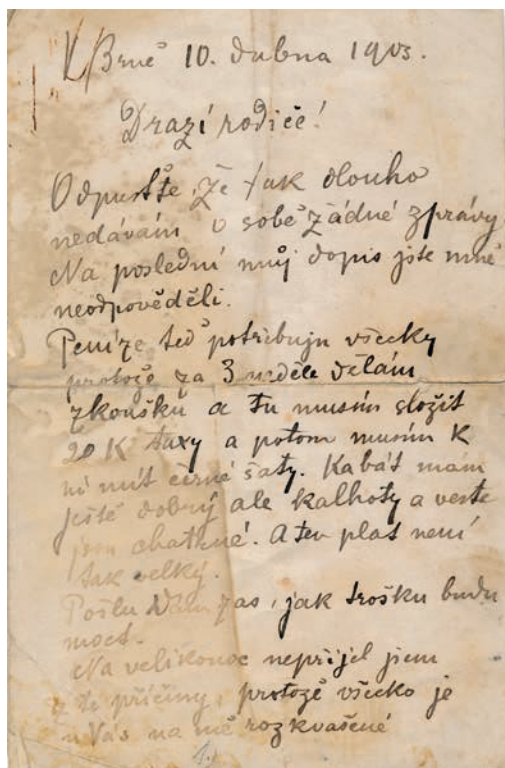 V Brně 10. dubna 1903.
Drazí rodiče!
Odpusťte, že tak dlouho
nedávám o sobě žádné zprávy.
Na poslední můj dopis jste mně
neodpověděli.
Peníze teď potřebuju všecky
protože za 3 neděle dělám
zkoušku a tu musím složit
20 K taxy a potom musím k
ní mít černé šaty. Kabát mám
ještě dobrý ale kalhoty a vesta
jsou chatrné. A ten plat není
tak velký.
Pošlu Vám zas, jak trošku budu
moct.
Na velikonoc nepřijel jsem
z té příčiny, protože všecko je
u Vás na mě rozkvašené
1.)